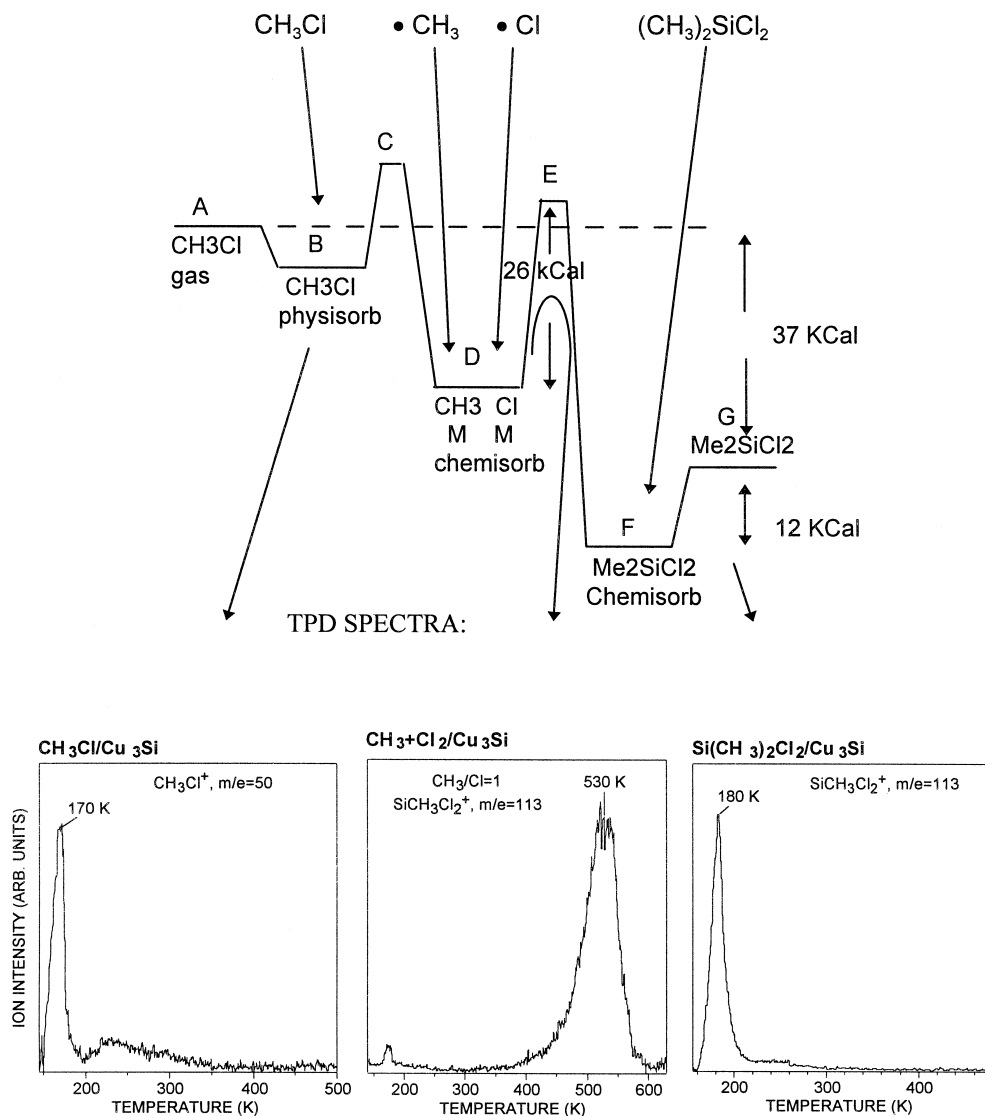 CH3Cl • CH3 • Cl (CH3)2SiCl2
C
E
A
B
CH3Cl
gas
CH3Cl
physisorb
26 kCal
37 KCal
D
CH3 Cl
M M
chemisorb
G
Me2SiCl2
F
12 KCal
Me2SiCl2
Chemisorb
TPD SPECTRA:
CH3Cl/Cu3Si
CH3Cl+, m/e=50
170 K
ION INTENSITY (ARB. UNITS)
200 300 400 500
TEMPERATURE (K)
CH3+Cl2/Cu3Si
CH3/Cl=1
SiCH3Cl2+, m/e=113
530 K
200 300 400 500 600
TEMPERATURE (K)
Si(CH3)2Cl2/Cu3Si
SiCH3Cl2+, m/e=113
180 K
200 300 400
TEMPERATURE (K)